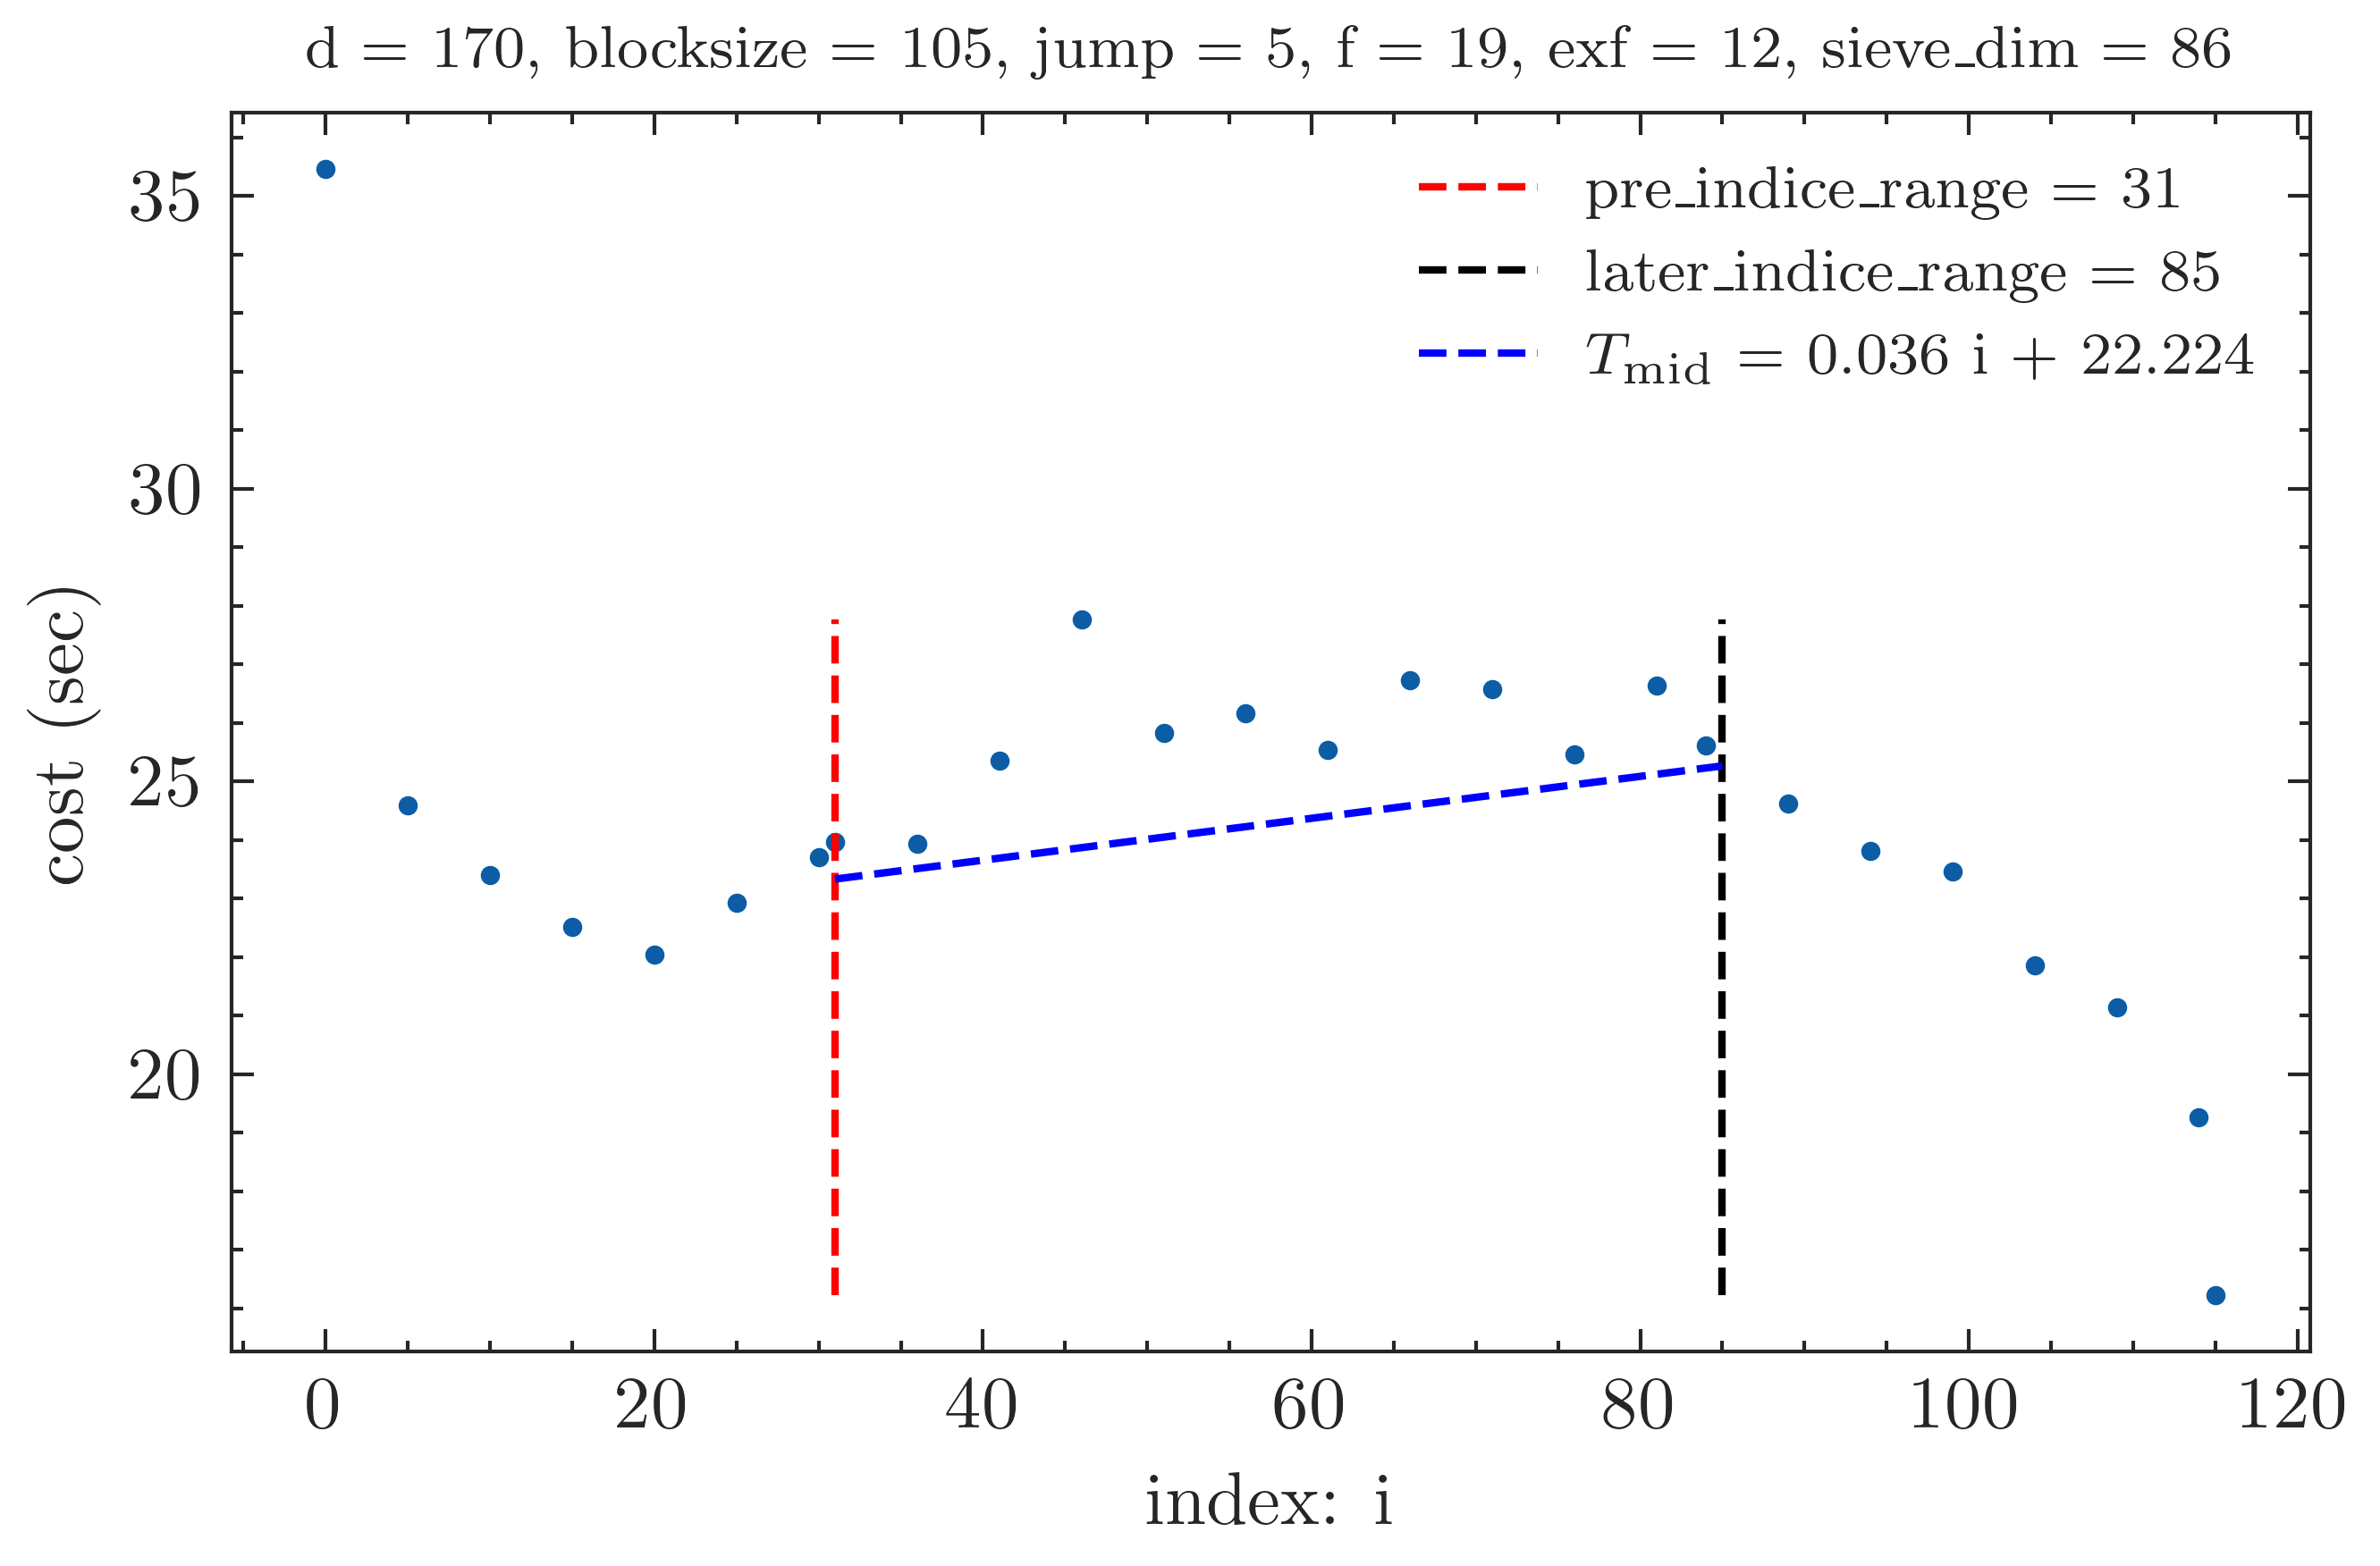 d = 170, blocksize = 105, jump = 5, f = 19, exf = 12, sieve_dim = 86
pre_indice_range = 31
later_indice_range = 85
T_mid = 0.036 i + 22.224
35
30
25
20
cost (sec)
0 20 40 60 80 100 120
index: i